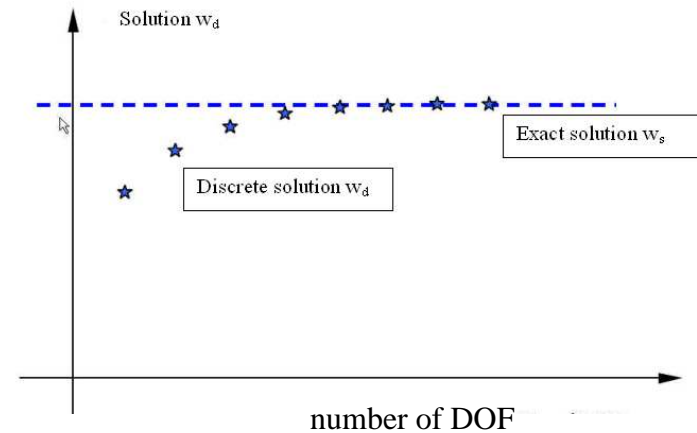 Solution w_d
Exact solution w_s
Discrete solution w_d
number of DOF